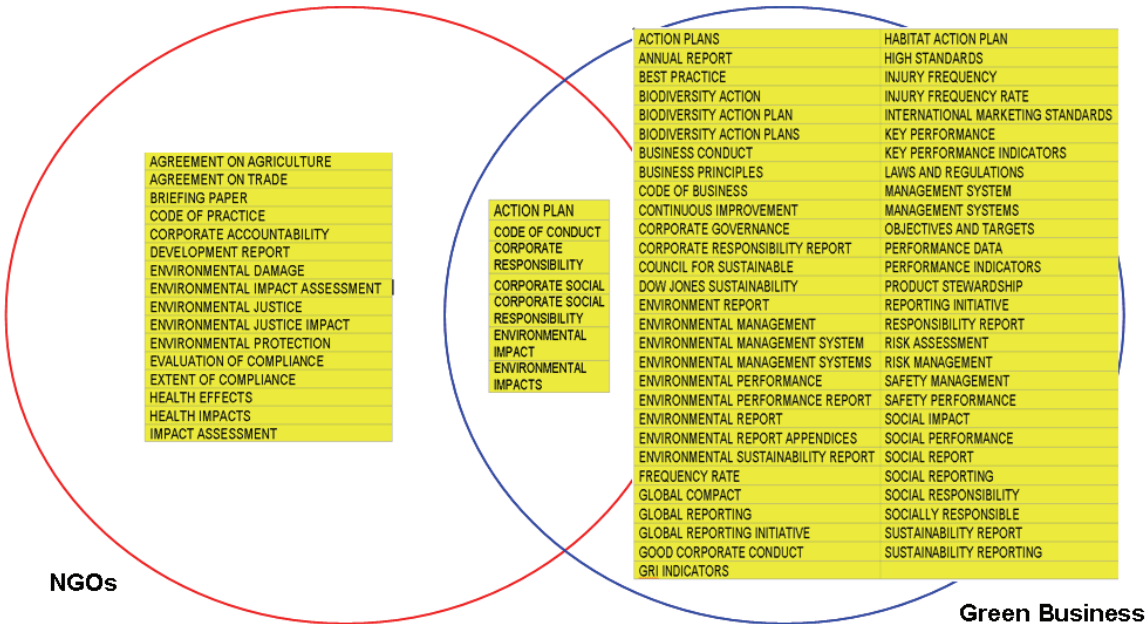 AGREEMENT ON AGRICULTURE
AGREEMENT ON TRADE
BRIEFING PAPER
CODE OF PRACTICE
CORPORATE ACCOUNTABILITY
DEVELOPMENT REPORT
ENVIRONMENTAL DAMAGE
ENVIRONMENTAL IMPACT ASSESSMENT
ENVIRONMENTAL JUSTICE
ENVIRONMENTAL JUSTICE IMPACT
ENVIRONMENTAL PROTECTION
EVALUATION OF COMPLIANCE
EXTENT OF COMPLIANCE
HEALTH EFFECTS
HEALTH IMPACTS
IMPACT ASSESSMENT
ACTION PLAN
CODE OF CONDUCT
CORPORATE
RESPONSIBILITY
CORPORATE SOCIAL
CORPORATE SOCIAL
RESPONSIBILITY
ENVIRONMENTAL
IMPACT
ENVIRONMENTAL
IMPACTS
ACTION PLANS
ANNUAL REPORT
BEST PRACTICE
BIODIVERSITY ACTION
BIODIVERSITY ACTION PLAN
BIODIVERSITY ACTION PLANS
BUSINESS CONDUCT
BUSINESS PRINCIPLES
CODE OF BUSINESS
CONTINUOUS IMPROVEMENT
CORPORATE GOVERNANCE
CORPORATE RESPONSIBILITY REPORT
COUNCIL FOR SUSTAINABLE
DOW JONES SUSTAINABILITY
ENVIRONMENT REPORT
ENVIRONMENTAL MANAGEMENT
ENVIRONMENTAL MANAGEMENT SYSTEM
ENVIRONMENTAL MANAGEMENT SYSTEMS
ENVIRONMENTAL PERFORMANCE
ENVIRONMENTAL PERFORMANCE REPORT
ENVIRONMENTAL REPORT
ENVIRONMENTAL REPORT APPENDICES
ENVIRONMENTAL SUSTAINABILITY REPORT
FREQUENCY RATE
GLOBAL COMPACT
GLOBAL REPORTING
GLOBAL REPORTING INITIATIVE
GOOD CORPORATE CONDUCT
GRI INDICATORS
HABITAT ACTION PLAN
HIGH STANDARDS
INJURY FREQUENCY
INJURY FREQUENCY RATE
INTERNATIONAL MARKETING STANDARDS
KEY PERFORMANCE
KEY PERFORMANCE INDICATORS
LAWS AND REGULATIONS
MANAGEMENT SYSTEM
MANAGEMENT SYSTEMS
OBJECTIVES AND TARGETS
PERFORMANCE DATA
PERFORMANCE INDICATORS
PRODUCT STEWARDSHIP
REPORTING INITIATIVE
RESPONSIBILITY REPORT
RISK ASSESSMENT
RISK MANAGEMENT
SAFETY MANAGEMENT
SAFETY PERFORMANCE
SOCIAL IMPACT
SOCIAL PERFORMANCE
SOCIAL REPORT
SOCIAL REPORTING
SOCIAL RESPONSIBILITY
SOCIALLY RESPONSIBLE
SUSTAINABILITY REPORT
SUSTAINABILITY REPORTING
NGOs
Green Business